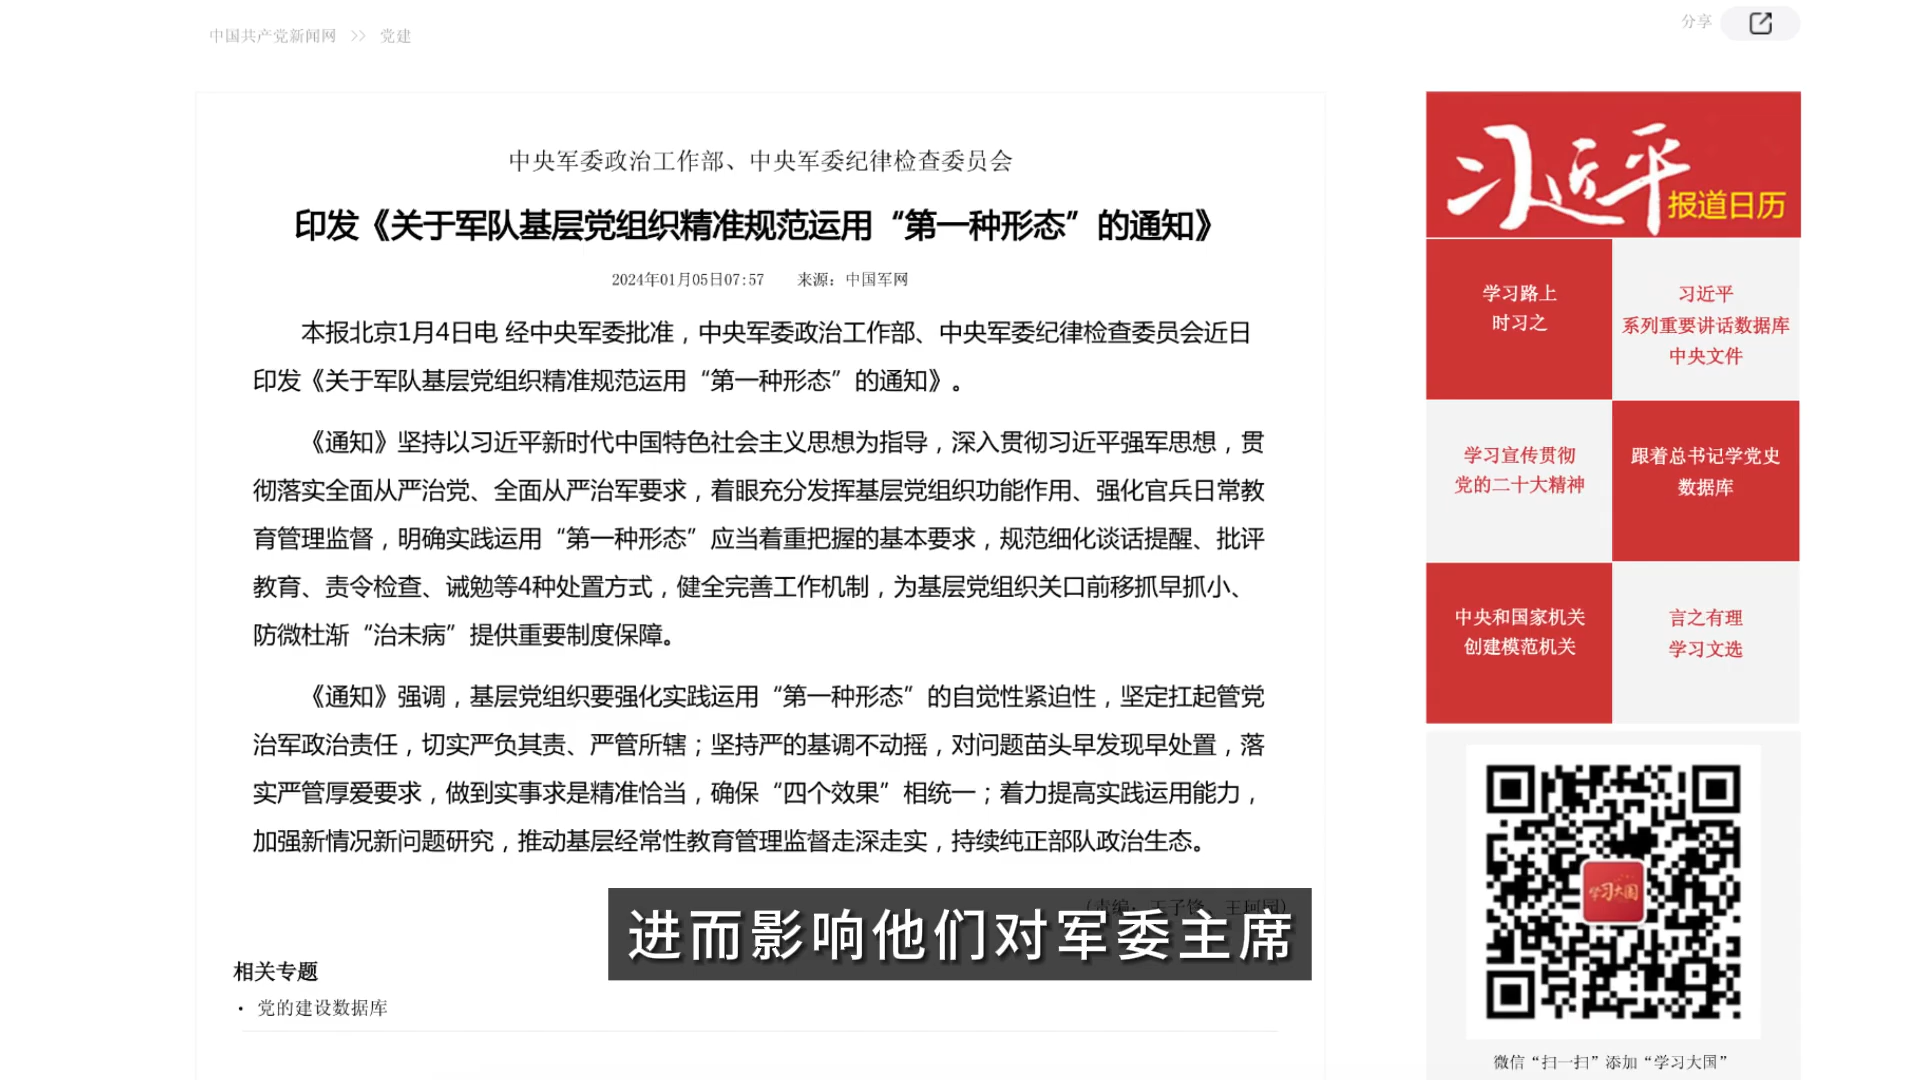 中国共产党新闻网 >> 党建
分享
中央军委政治工作部、中央军委纪律检查委员会
印发《关于军队基层党组织精准规范运用“第一种形态”的通知》
2024年01月05日07:57 来源：中国军网
本报北京1月4日电 经中央军委批准，中央军委政治工作部、中央军委纪律检查委员会近日
印发《关于军队基层党组织精准规范运用“第一种形态”的通知》。
《通知》坚持以习近平新时代中国特色社会主义思想为指导，深入贯彻习近平强军思想，贯
彻落实全面从严治党、全面从严治军要求，着眼充分发挥基层党组织功能作用、强化官兵日常教
育管理监督，明确实践运用“第一种形态”应当着重把握的基本要求，规范细化谈话提醒、批评
教育、责令检查、诫勉等4种处置方式，健全完善工作机制，为基层党组织关口前移抓早抓小、
防微杜渐“治未病”提供重要制度保障。
《通知》强调，基层党组织要强化实践运用“第一种形态”的自觉性紧迫性，坚定扛起管党
治军政治责任，切实严负其责、严管所辖；坚持严的基调不动摇，对问题苗头早发现早处置，落
实严管厚爱要求，做到实事求是精准恰当，确保“四个效果”相统一；着力提高实践运用能力，
加强新情况新问题研究，推动基层经常性教育管理监督走深走实，持续纯正部队政治生态。
(责编：王子锋、王珂园)
进而影响他们对军委主席
相关专题
· 党的建设数据库
习近平
报道日历
学习路上
时习之
习近平
系列重要讲话数据库
中央文件
学习宣传贯彻
党的二十大精神
跟着总书记学党史
数据库
中央和国家机关
创建模范机关
言之有理
学习文选
学习大国
微信“扫一扫”添加“学习大国”